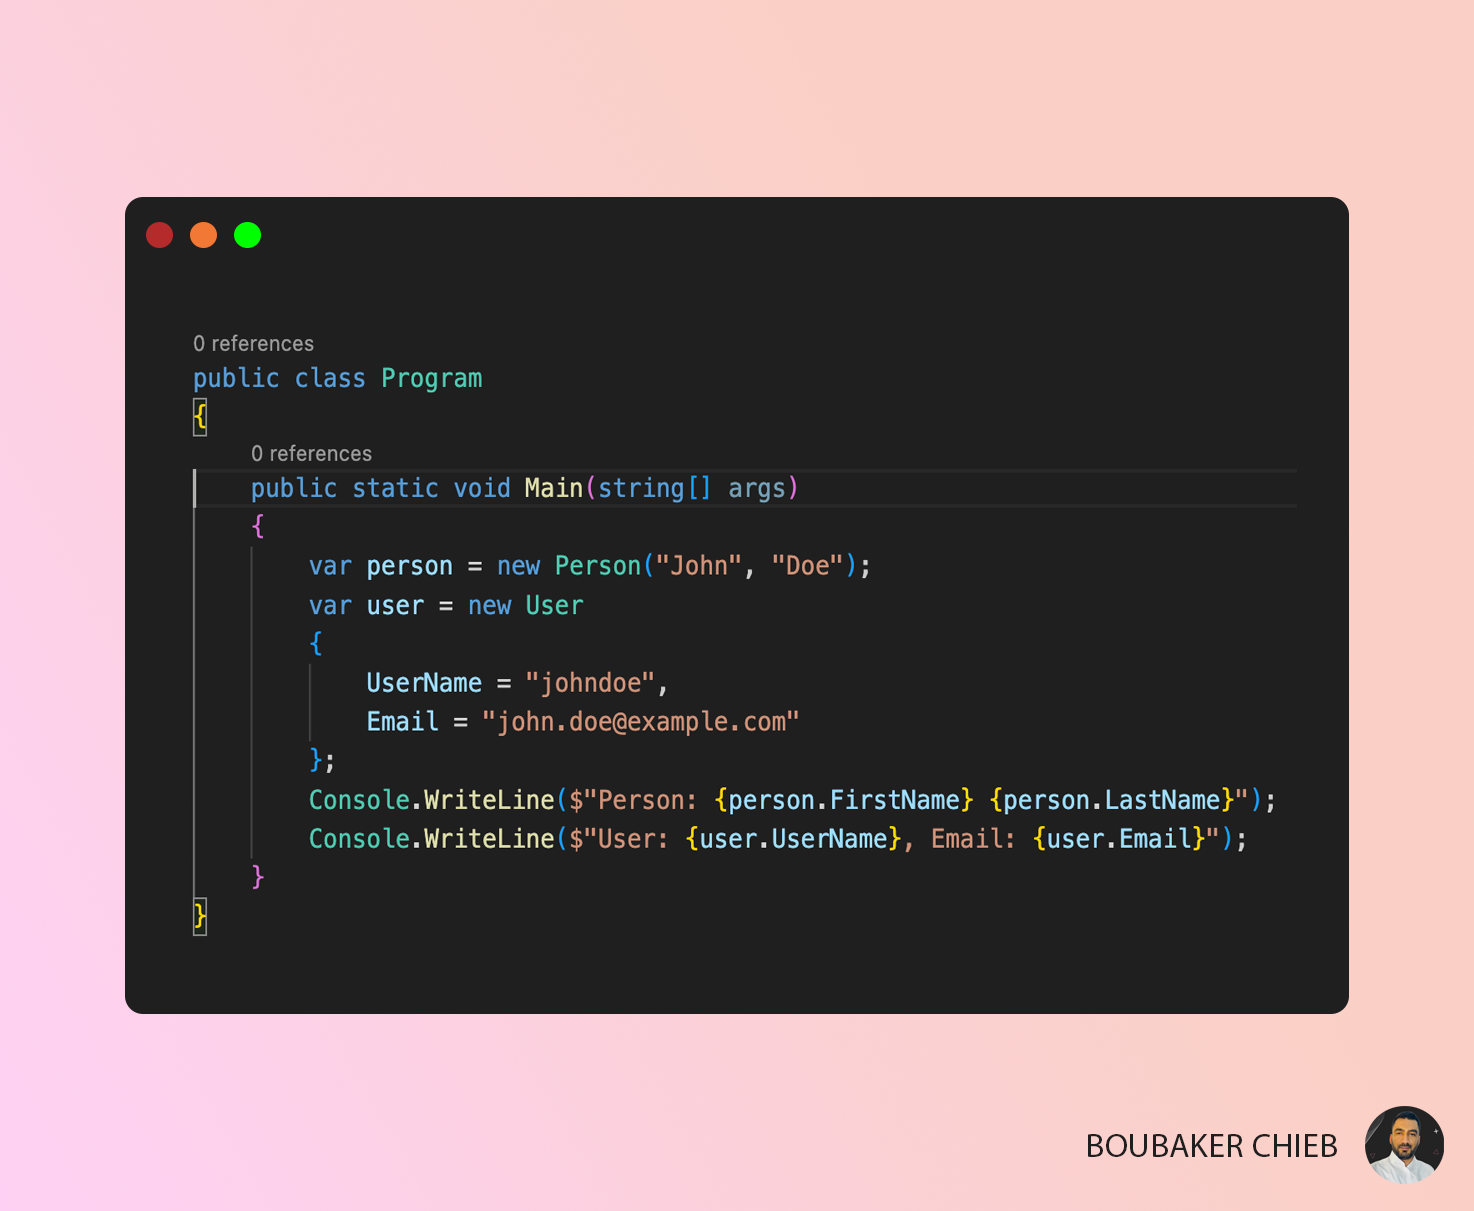 0 references
public class Program
{
0 references
public static void Main(string[] args)
{
var person = new Person("John", "Doe");
var user = new User
{
UserName = "johndoe",
Email = "john.doe@example.com"
};
Console.WriteLine($"Person: {person.FirstName} {person.LastName}");
Console.WriteLine($"User: {user.UserName}, Email: {user.Email}");
}
}
BOUBAKER CHIEB